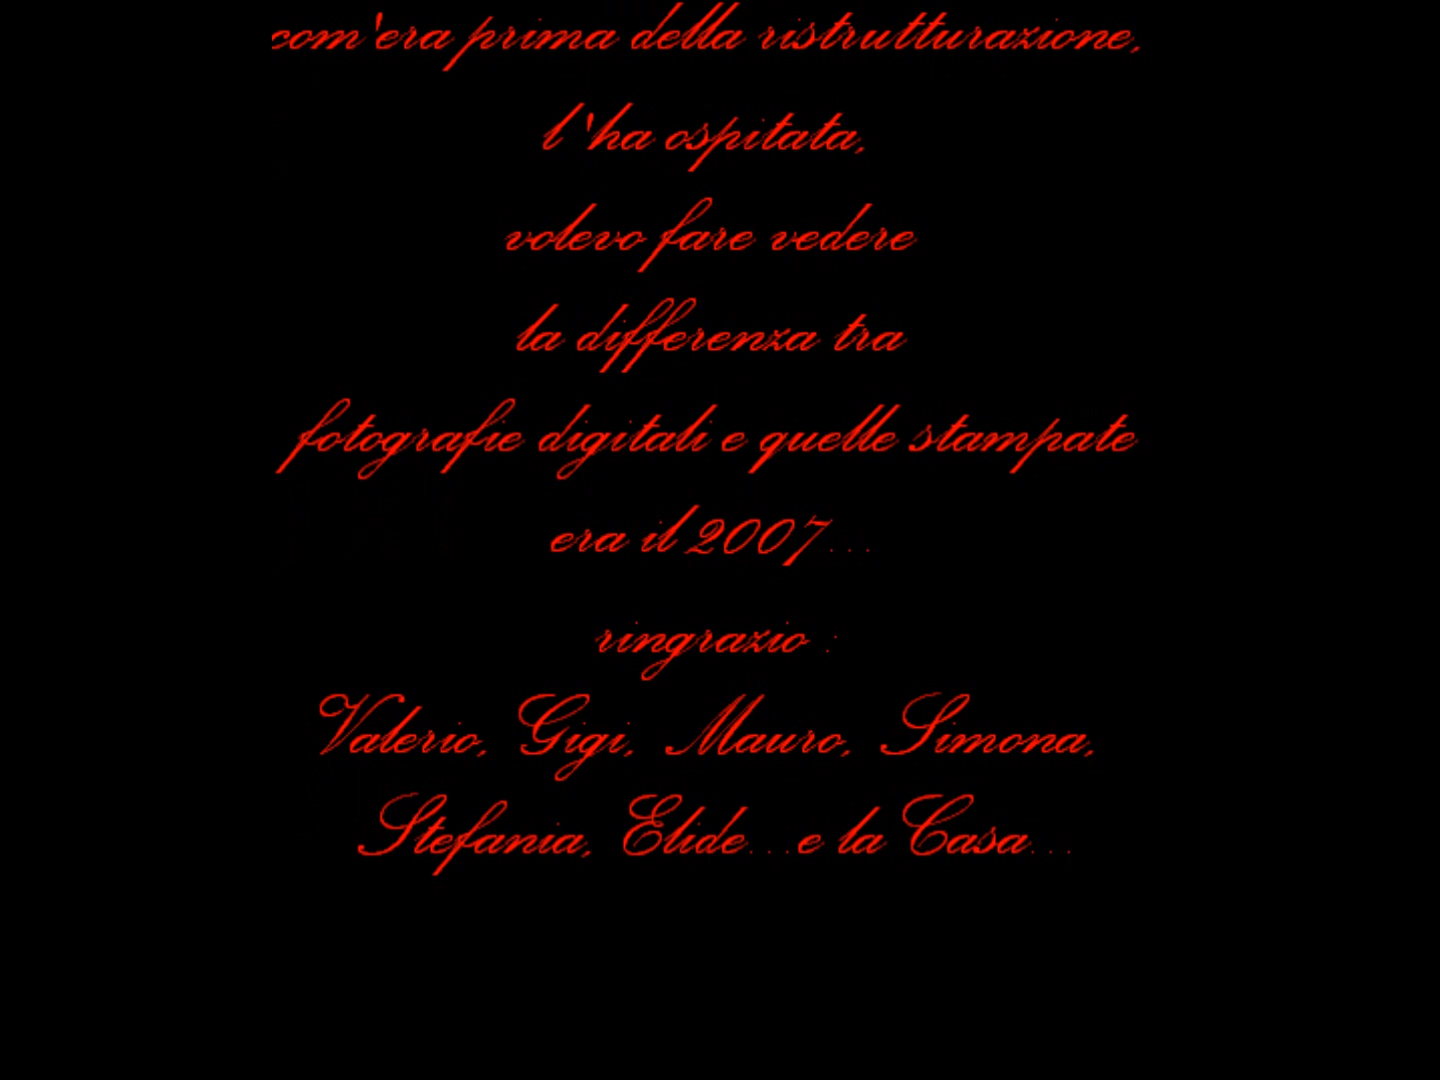 com'era prima della ristrutturazione,
l'ha ospitata,
volevo fare vedere
la differenza tra
fotografie digitali e quelle stampate
era il 2007...
ringrazio :
Valerio, Gigi, Mauro, Simona,
Stefania, Elide...e la Casa...